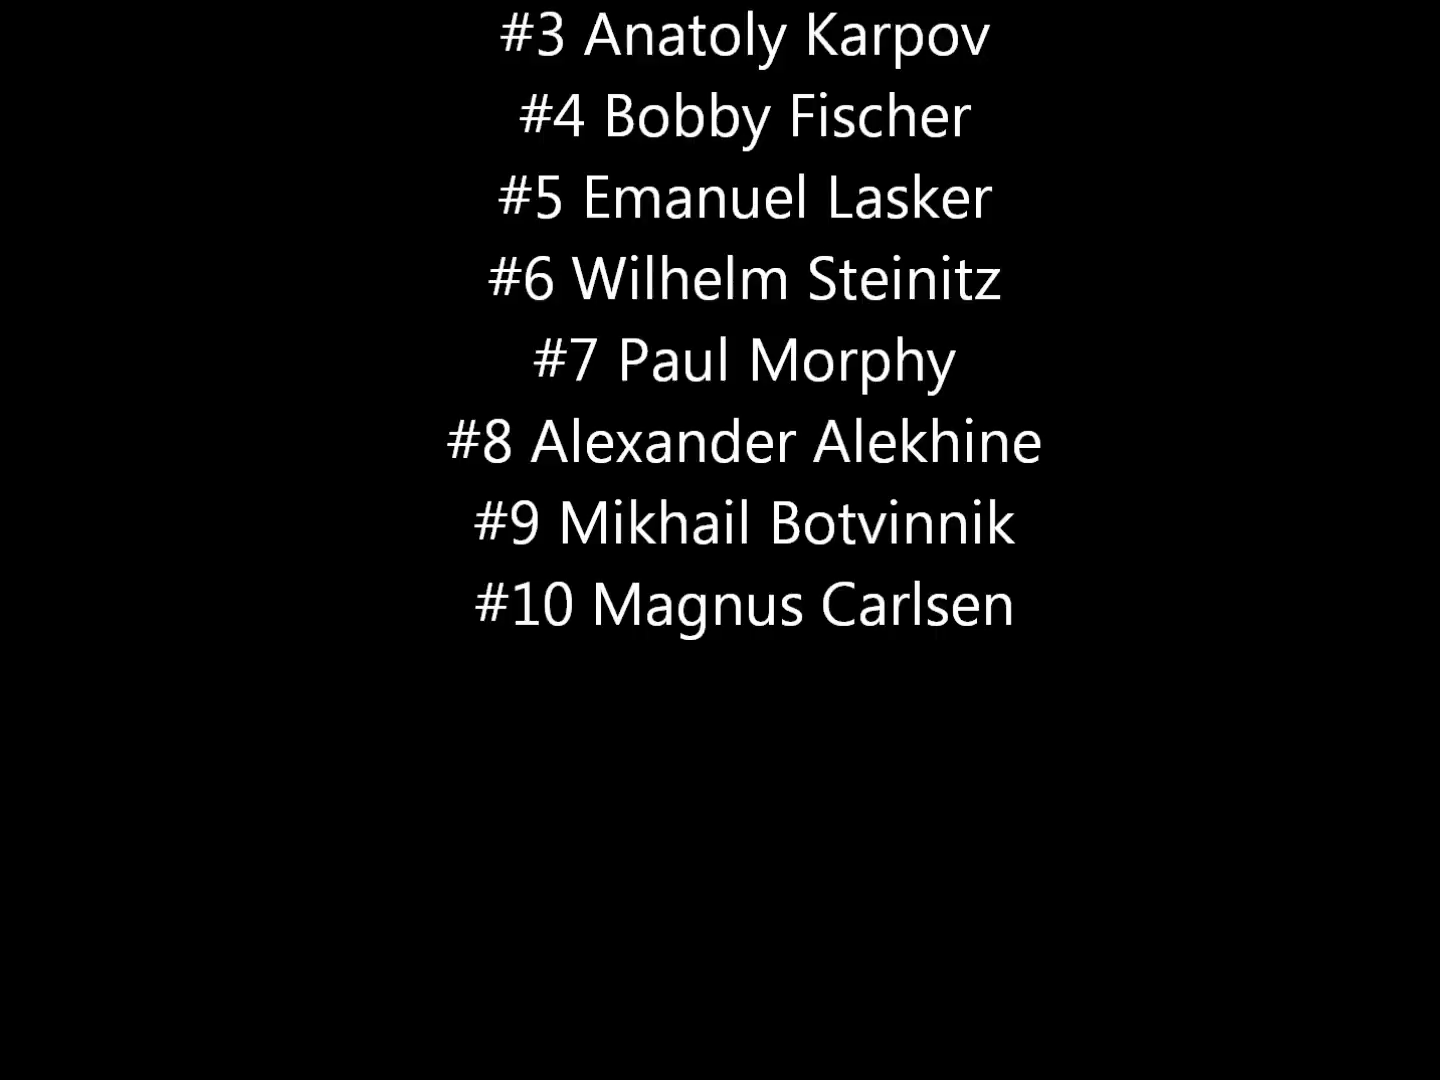 #3 Anatoly Karpov
#4 Bobby Fischer
#5 Emanuel Lasker
#6 Wilhelm Steinitz
#7 Paul Morphy
#8 Alexander Alekhine
#9 Mikhail Botvinnik
#10 Magnus Carlsen